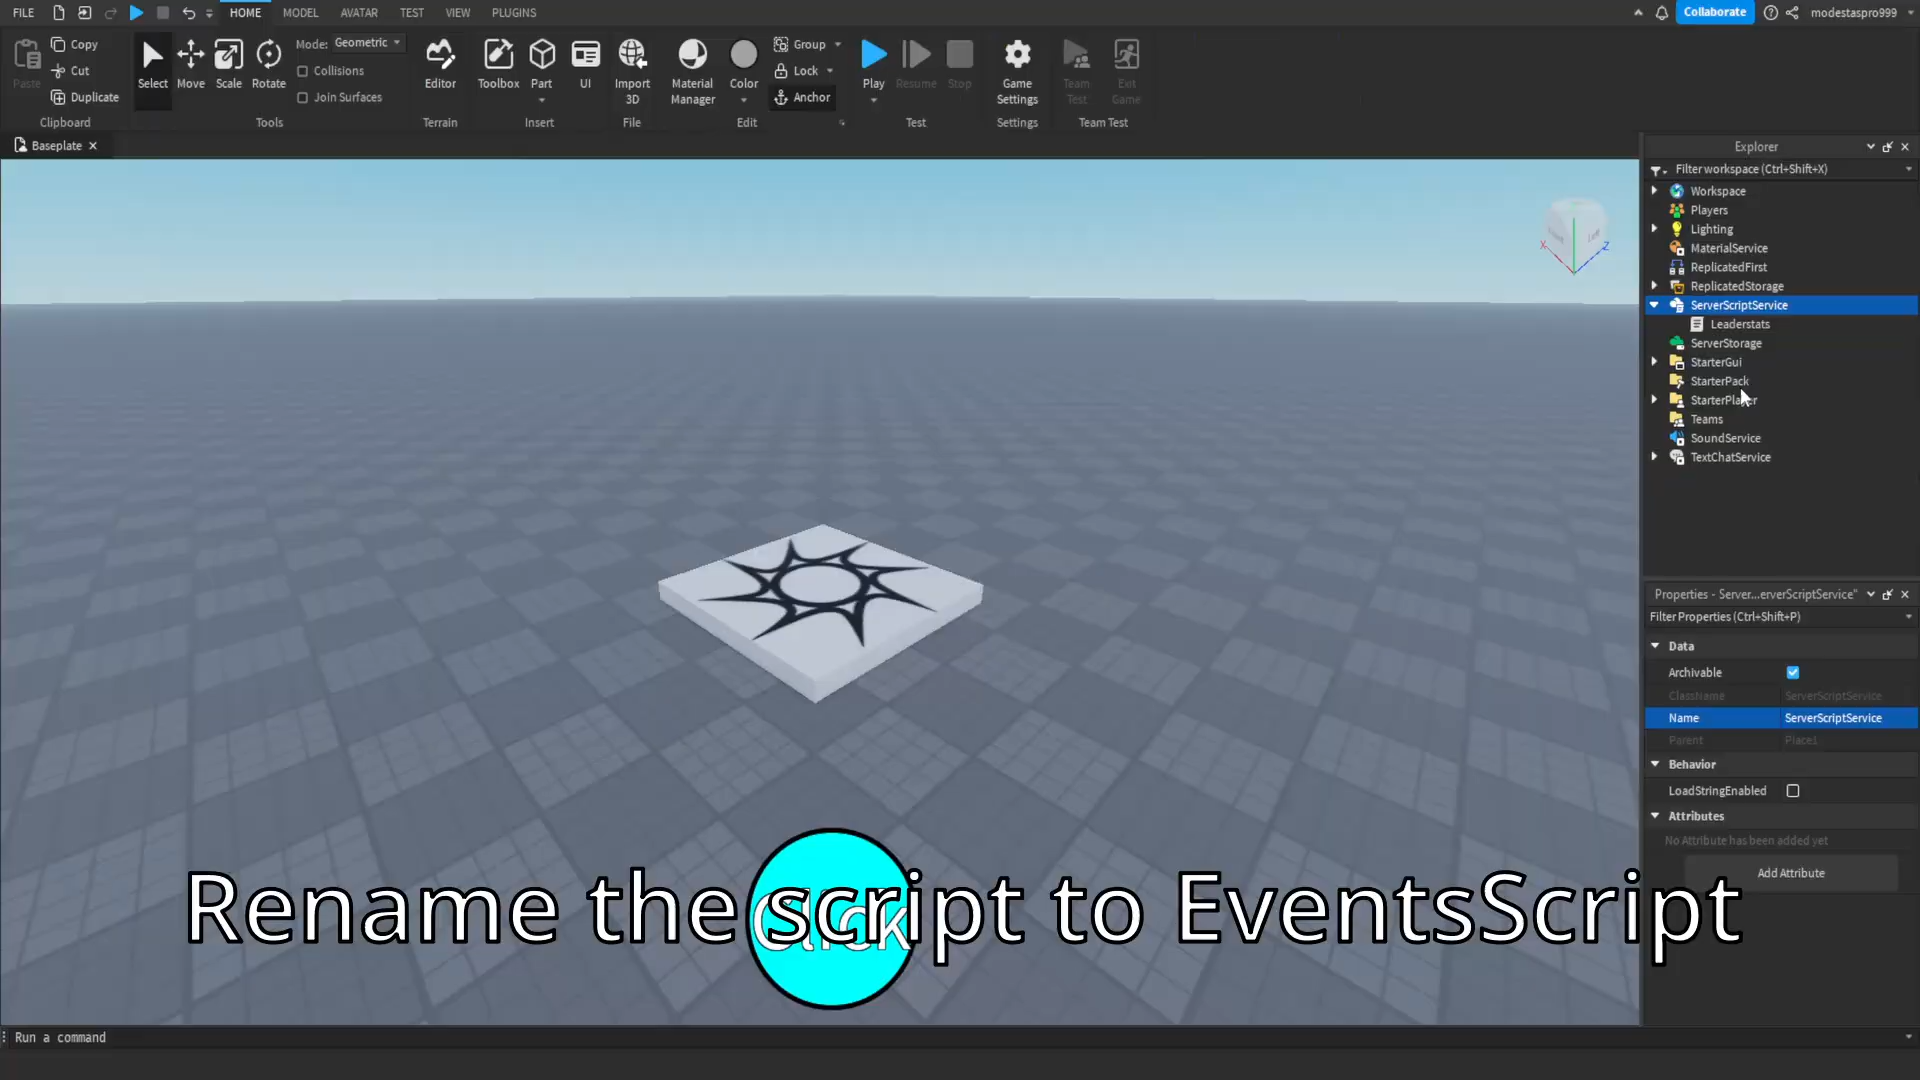 FILE
HOME
MODEL
AVATAR
TEST
VIEW
PLUGINS
Collaborate
modestaspro999
Paste
Copy
Cut
Duplicate
Clipboard
Select
Move
Scale
Rotate
Mode: Geometric
Collisions
Join Surfaces
Tools
Editor
Terrain
Toolbox
Part
UI
Insert
Import
3D
File
Material
Manager
Color
Group
Lock
Anchor
Edit
Play
Resume
Stop
Test
Game
Settings
Settings
Team
Test
Exit
Game
Team Test
Baseplate
Explorer
Filter workspace (Ctrl+Shift+X)
Workspace
Players
Lighting
MaterialService
ReplicatedFirst
ReplicatedStorage
ServerScriptService
Leaderstats
ServerStorage
StarterGui
StarterPack
StarterPlayer
Teams
SoundService
TextChatService
X
Z
Properties - Server...erverScriptService"
Filter Properties (Ctrl+Shift+P)
Data
Archivable
ClassName ServerScriptService
Name ServerScriptService
Parent Place1
Behavior
LoadStringEnabled
Attributes
No Attribute has been added yet
Add Attribute
Click
Rename the script to EventsScript
Run a command